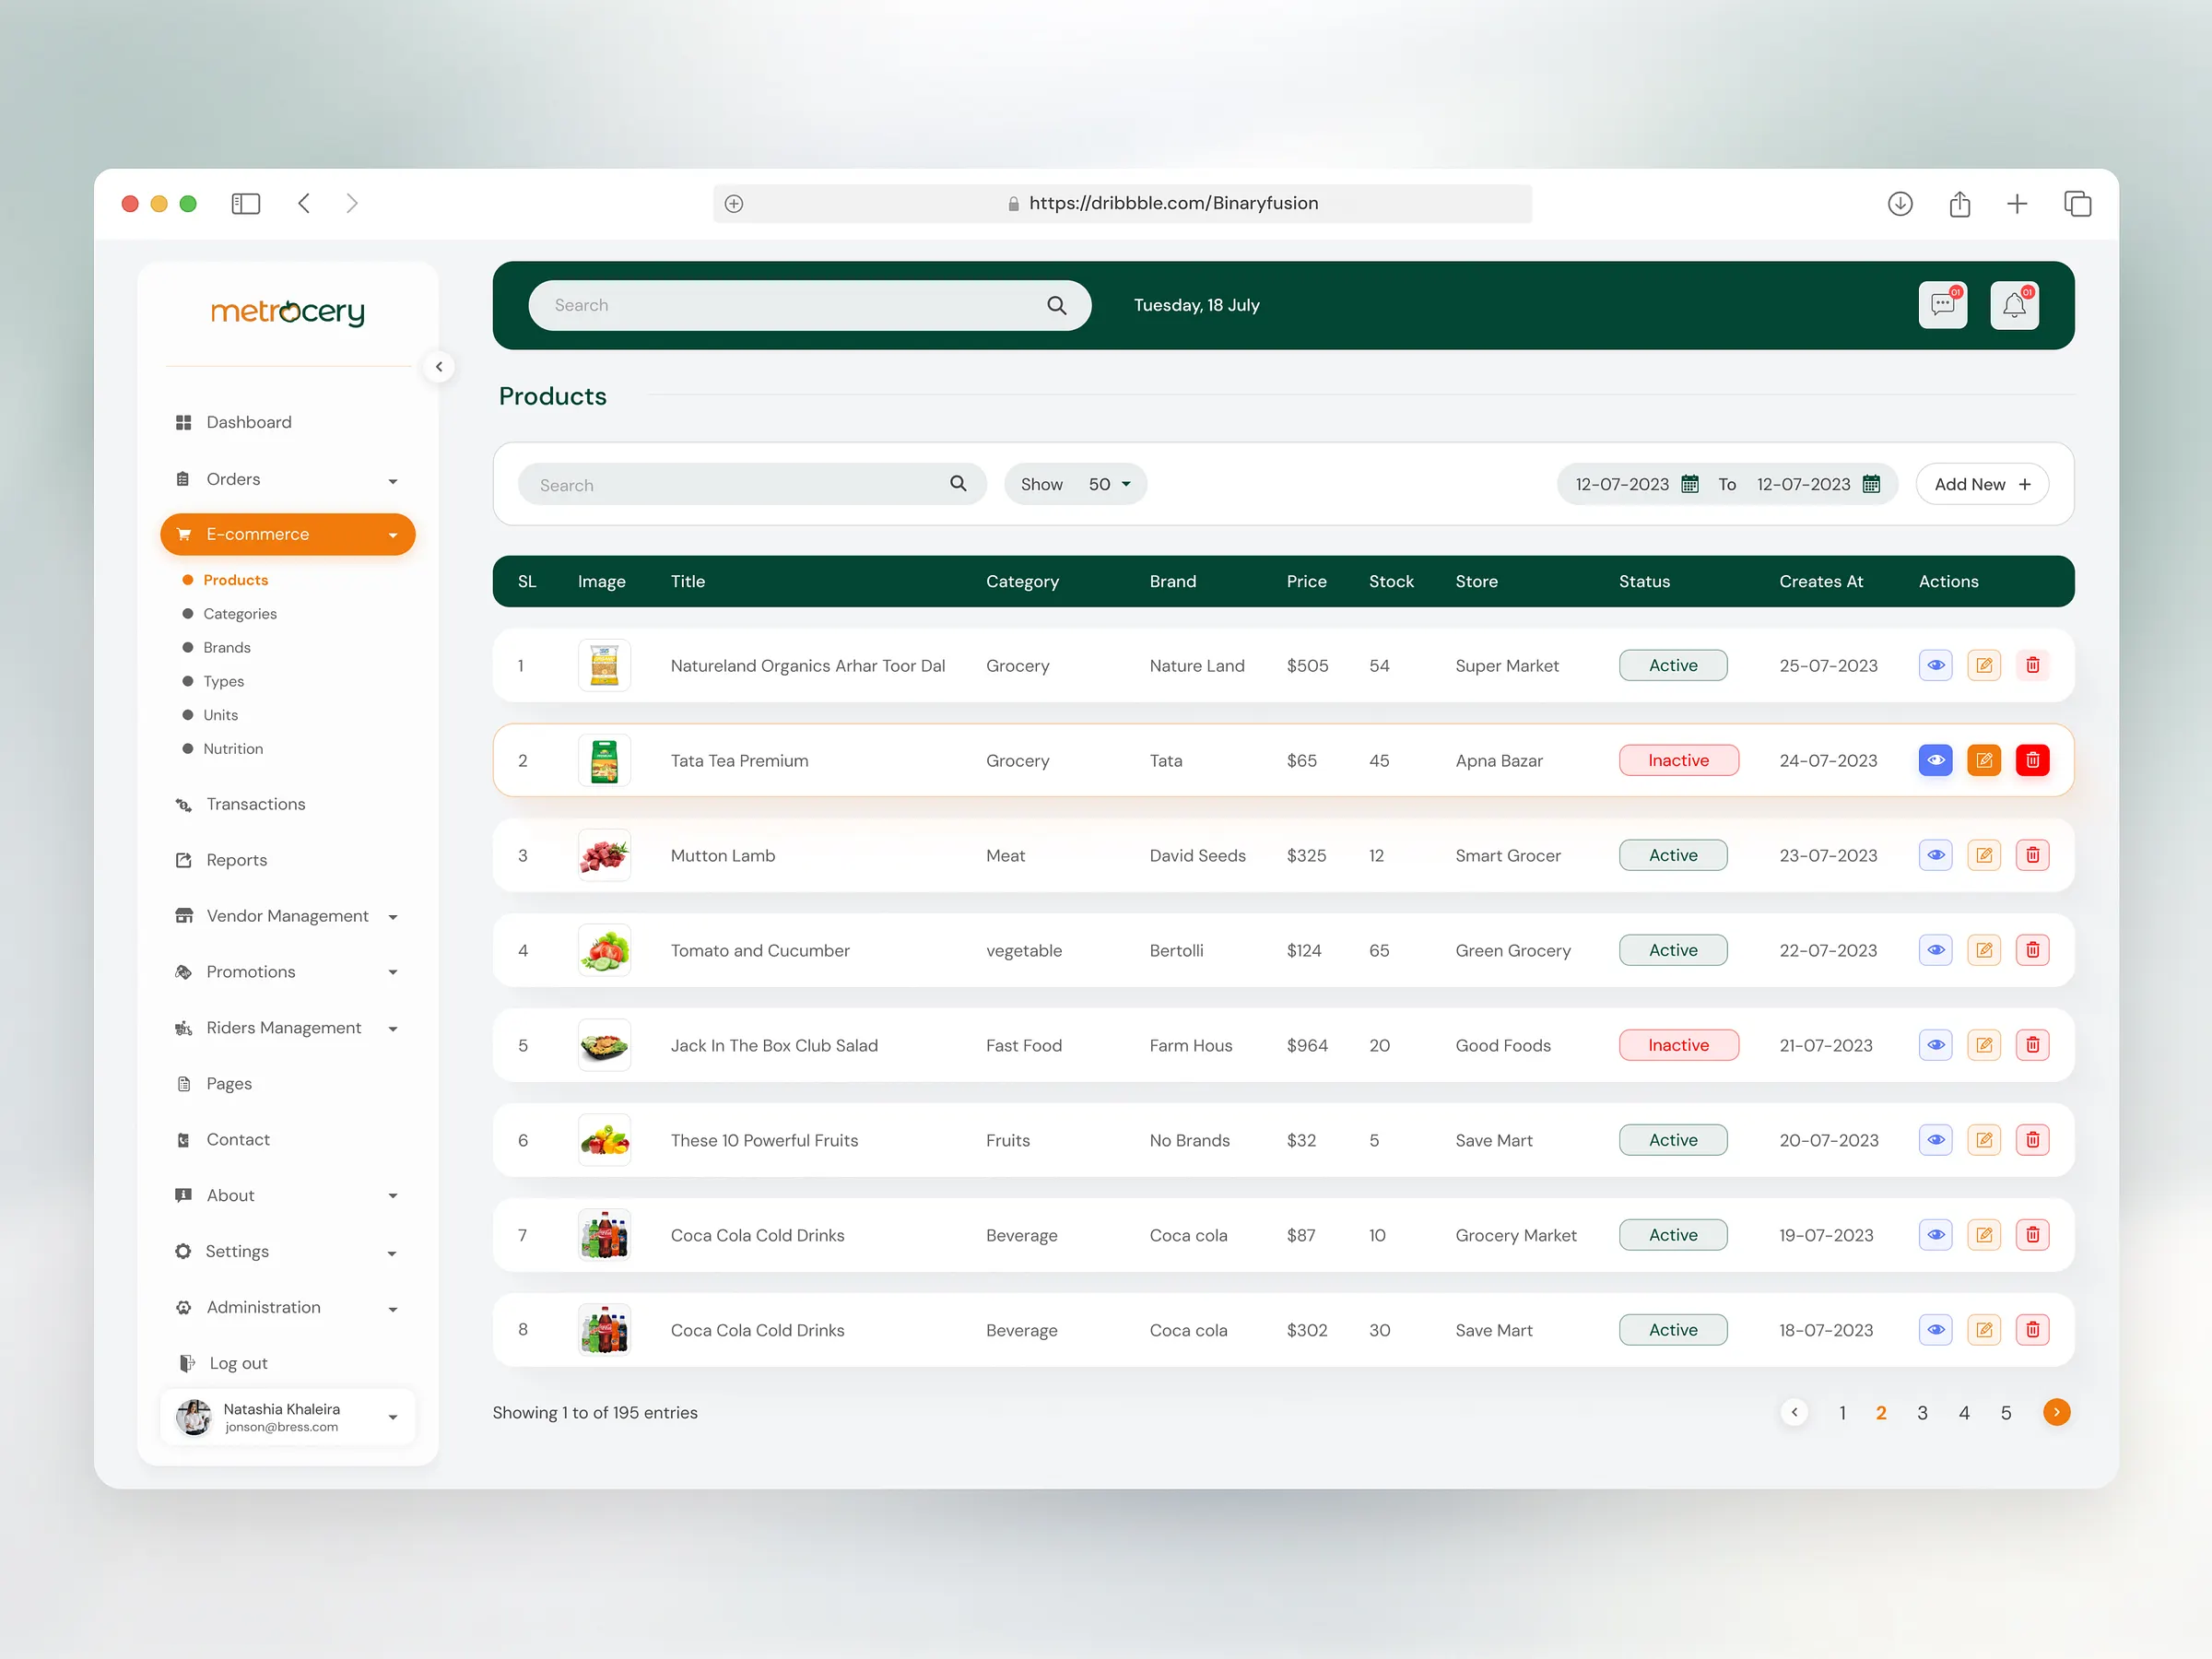 https://dribbble.com/Binaryfusion
metrocery
Search
Tuesday, 18 July
01
01
Dashboard
Orders
E-commerce
Products
Categories
Brands
Types
Units
Nutrition
Transactions
Reports
Vendor Management
Promotions
Riders Management
Pages
Contact
About
Settings
Administration
Log out
Natashia Khaleira
jonson@bress.com
Products
Search
Show 50
12-07-2023 To 12-07-2023
Add New +
SL Image Title Category Brand Price Stock Store Status Creates At Actions
1 Natureland Organics Arhar Toor Dal Grocery Nature Land $505 54 Super Market Active 25-07-2023
2 Tata Tea Premium Grocery Tata $65 45 Apna Bazar Inactive 24-07-2023
3 Mutton Lamb Meat David Seeds $325 12 Smart Grocer Active 23-07-2023
4 Tomato and Cucumber vegetable Bertolli $124 65 Green Grocery Active 22-07-2023
5 Jack In The Box Club Salad Fast Food Farm Hous $964 20 Good Foods Inactive 21-07-2023
6 These 10 Powerful Fruits Fruits No Brands $32 5 Save Mart Active 20-07-2023
7 Coca Cola Cold Drinks Beverage Coca cola $87 10 Grocery Market Active 19-07-2023
8 Coca Cola Cold Drinks Beverage Coca cola $302 30 Save Mart Active 18-07-2023
Showing 1 to of 195 entries
1 2 3 4 5